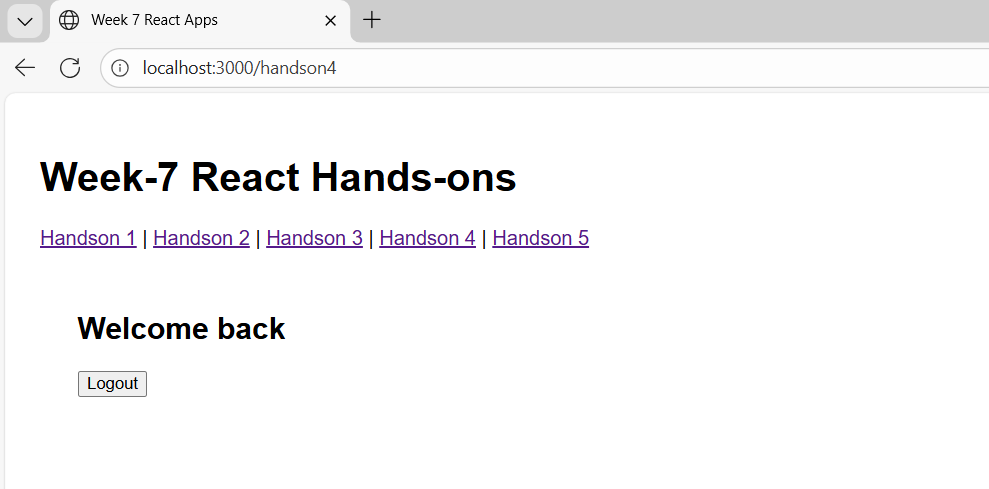 Week 7 React Apps
localhost:3000/handson4
Week-7 React Hands-ons
Handson 1 | Handson 2 | Handson 3 | Handson 4 | Handson 5
Welcome back
Logout